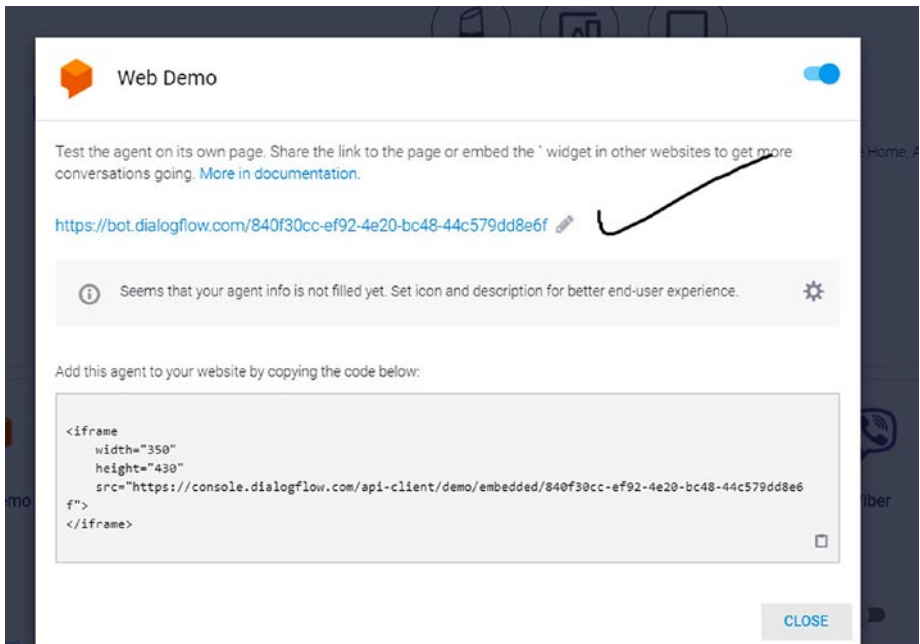 Web Demo
Test the agent on its own page. Share the link to the page or embed the ` widget in other websites to get more
Home, A
conversations going. More in documentation.
https://bot.dialogflow.com/840f30cc-ef92-4e20-bc48-44c579dd8e6f
Seems that your agent info is not filled yet. Set icon and description for better end-user experience.
Add this agent to your website by copying the code below:
<iframe
width="350"
height="430"
src="https://console.dialogflow.com/api-client/demo/embedded/840f30cc-ef92-4e20-bc48-44c579dd8e6
f">
</iframe>
emo
iber
CLOSE